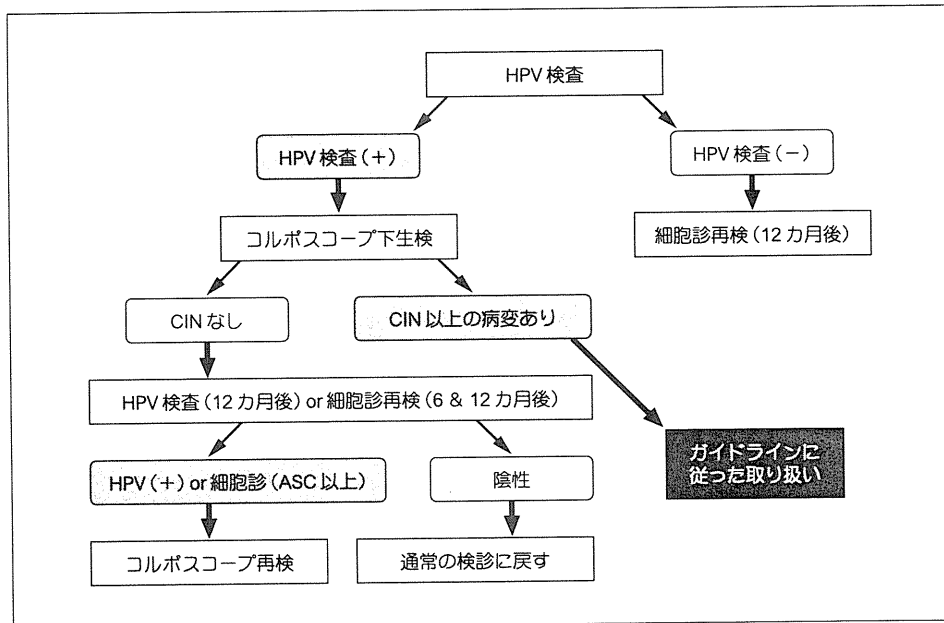 HPV 検査
HPV 検査（＋）
HPV 検査（－）
コルポスコープ下生検
細胞診再検（12 カ月後）
CIN なし
CIN 以上の病変あり
HPV 検査（12 カ月後）or 細胞診再検（6 & 12 カ月後）
HPV（＋）or 細胞診（ASC 以上）
陰性
ガイドラインに
従った取り扱い
コルポスコープ再検
通常の検診に戻す